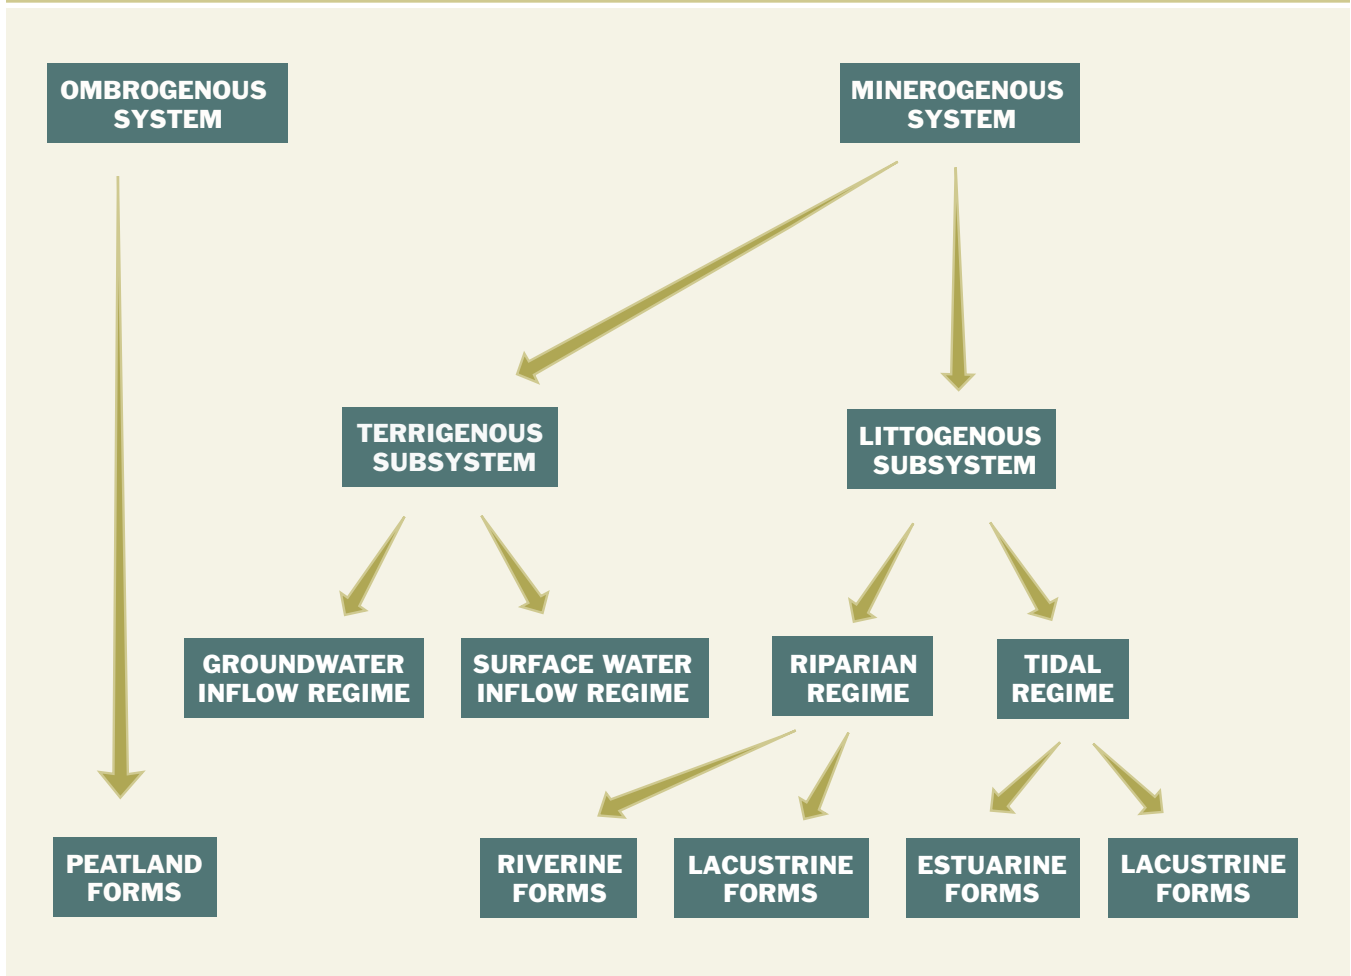 OMBROGENOUS
SYSTEM
MINEROGENOUS
SYSTEM
TERRIGENOUS
SUBSYSTEM
LITTOGENOUS
SUBSYSTEM
GROUNDWATER
INFLOW REGIME
SURFACE WATER
INFLOW REGIME
RIPARIAN
REGIME
TIDAL
REGIME
PEATLAND
FORMS
RIVERINE
FORMS
LACUSTRINE
FORMS
ESTUARINE
FORMS
LACUSTRINE
FORMS